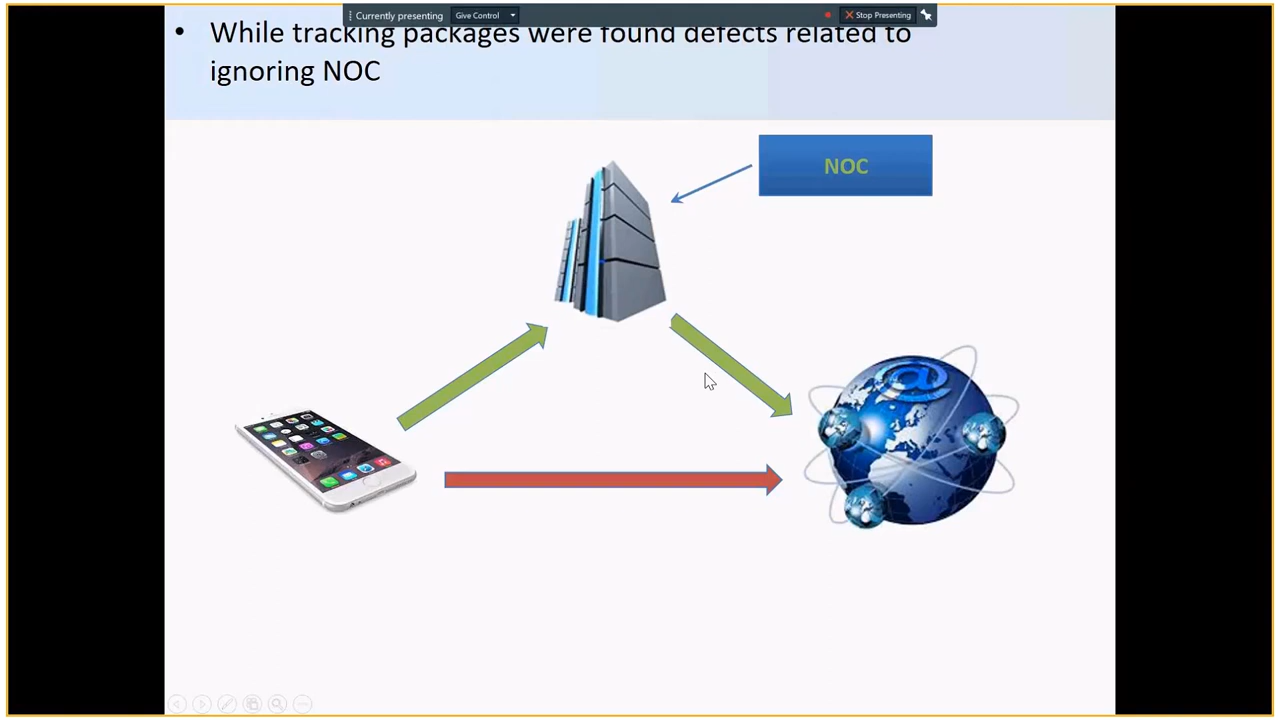 Currently presenting Give Control Stop Presenting
• While tracking packages were found defects related to
ignoring NOC
NOC
@